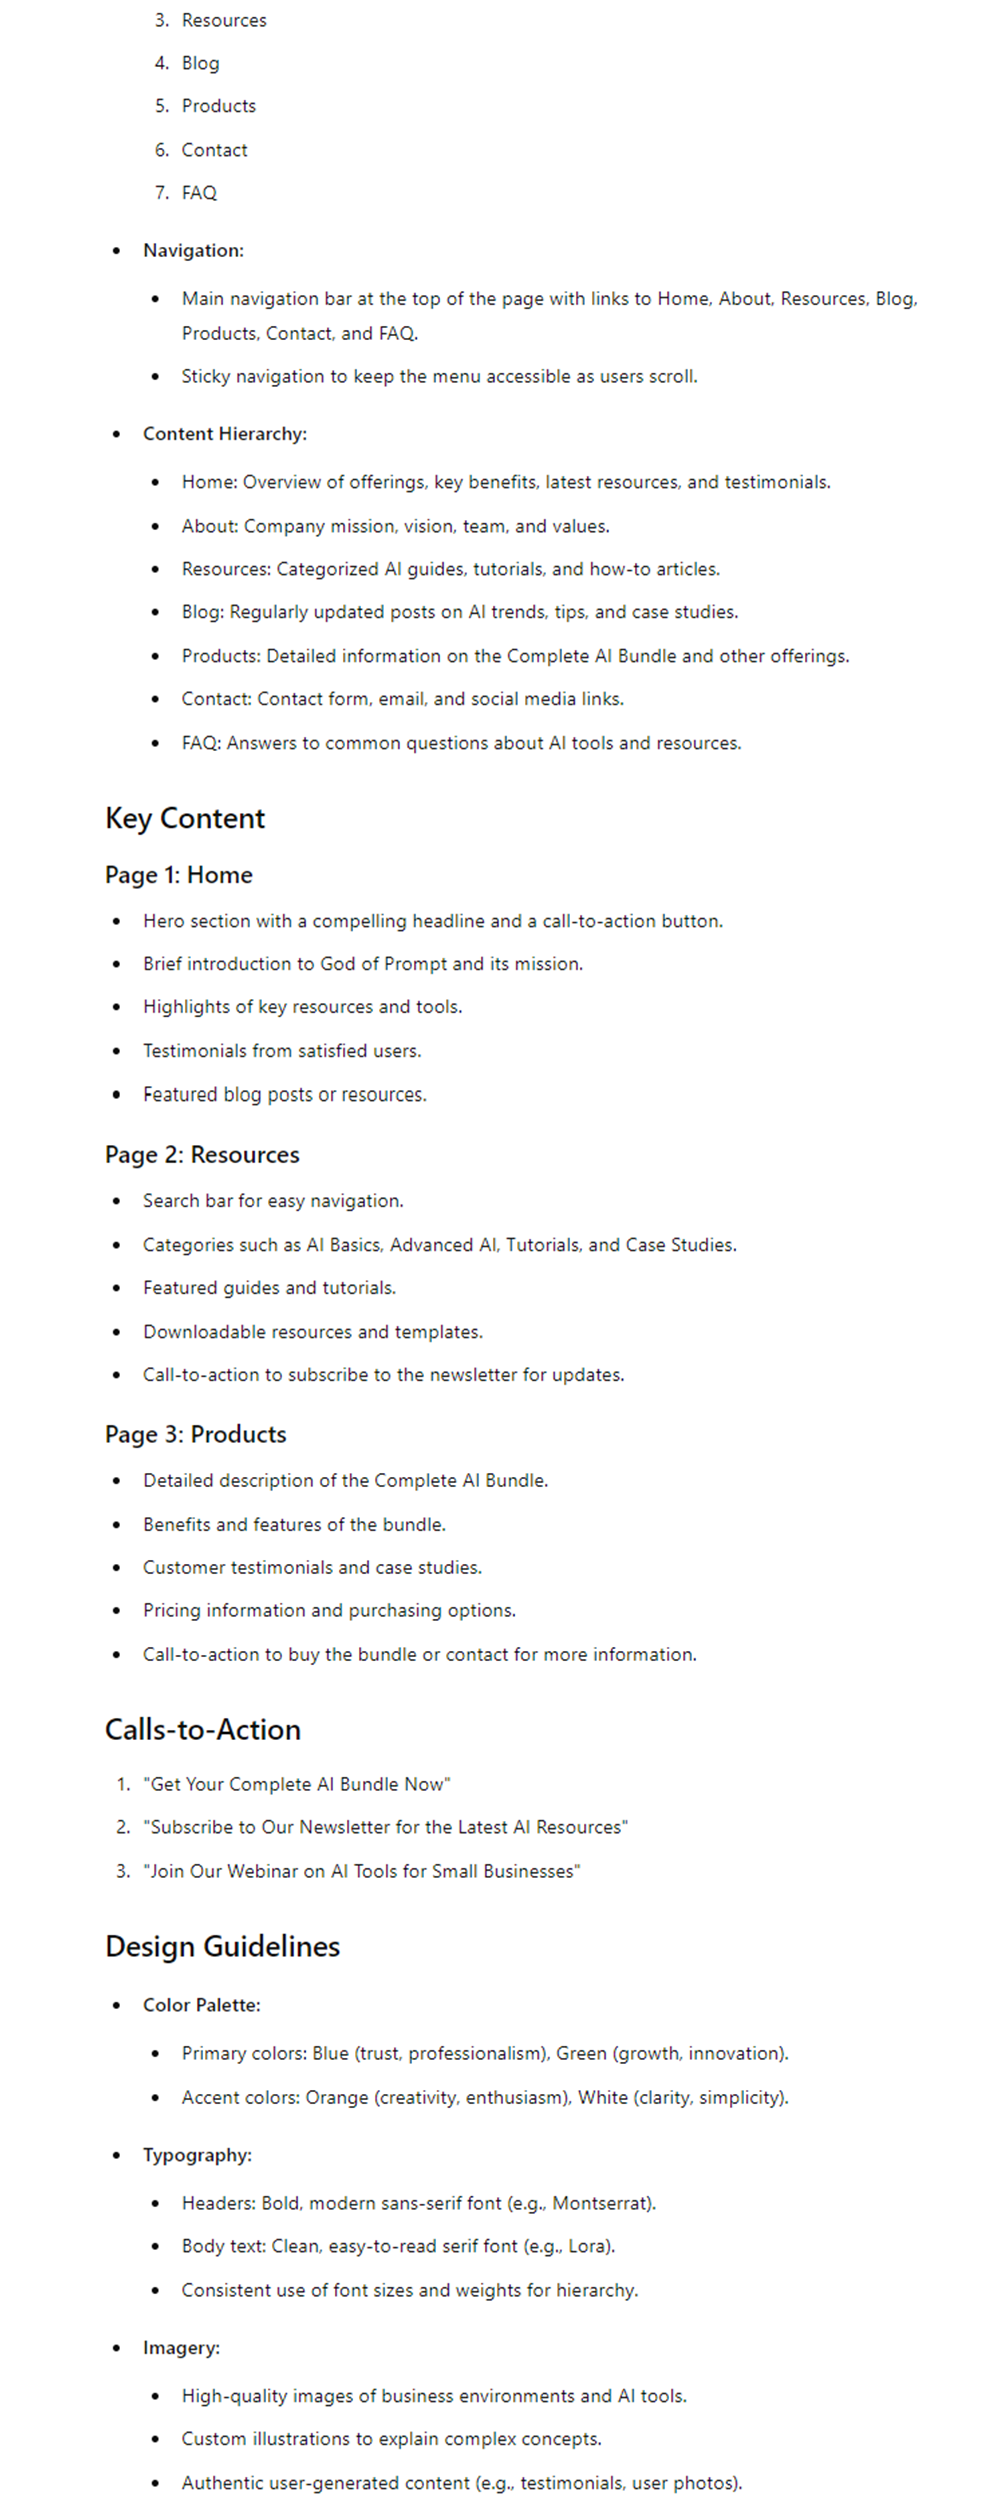 3. Resources
4. Blog
5. Products
6. Contact
7. FAQ
• Navigation:
• Main navigation bar at the top of the page with links to Home, About, Resources, Blog,
Products, Contact, and FAQ.
• Sticky navigation to keep the menu accessible as users scroll.
• Content Hierarchy:
• Home: Overview of offerings, key benefits, latest resources, and testimonials.
• About: Company mission, vision, team, and values.
• Resources: Categorized AI guides, tutorials, and how-to articles.
• Blog: Regularly updated posts on AI trends, tips, and case studies.
• Products: Detailed information on the Complete AI Bundle and other offerings.
• Contact: Contact form, email, and social media links.
• FAQ: Answers to common questions about AI tools and resources.
Key Content
Page 1: Home
• Hero section with a compelling headline and a call-to-action button.
• Brief introduction to God of Prompt and its mission.
• Highlights of key resources and tools.
• Testimonials from satisfied users.
• Featured blog posts or resources.
Page 2: Resources
• Search bar for easy navigation.
• Categories such as AI Basics, Advanced AI, Tutorials, and Case Studies.
• Featured guides and tutorials.
• Downloadable resources and templates.
• Call-to-action to subscribe to the newsletter for updates.
Page 3: Products
• Detailed description of the Complete AI Bundle.
• Benefits and features of the bundle.
• Customer testimonials and case studies.
• Pricing information and purchasing options.
• Call-to-action to buy the bundle or contact for more information.
Calls-to-Action
1. "Get Your Complete AI Bundle Now"
2. "Subscribe to Our Newsletter for the Latest AI Resources"
3. "Join Our Webinar on AI Tools for Small Businesses"
Design Guidelines
• Color Palette:
• Primary colors: Blue (trust, professionalism), Green (growth, innovation).
• Accent colors: Orange (creativity, enthusiasm), White (clarity, simplicity).
• Typography:
• Headers: Bold, modern sans-serif font (e.g., Montserrat).
• Body text: Clean, easy-to-read serif font (e.g., Lora).
• Consistent use of font sizes and weights for hierarchy.
• Imagery:
• High-quality images of business environments and AI tools.
• Custom illustrations to explain complex concepts.
• Authentic user-generated content (e.g., testimonials, user photos).